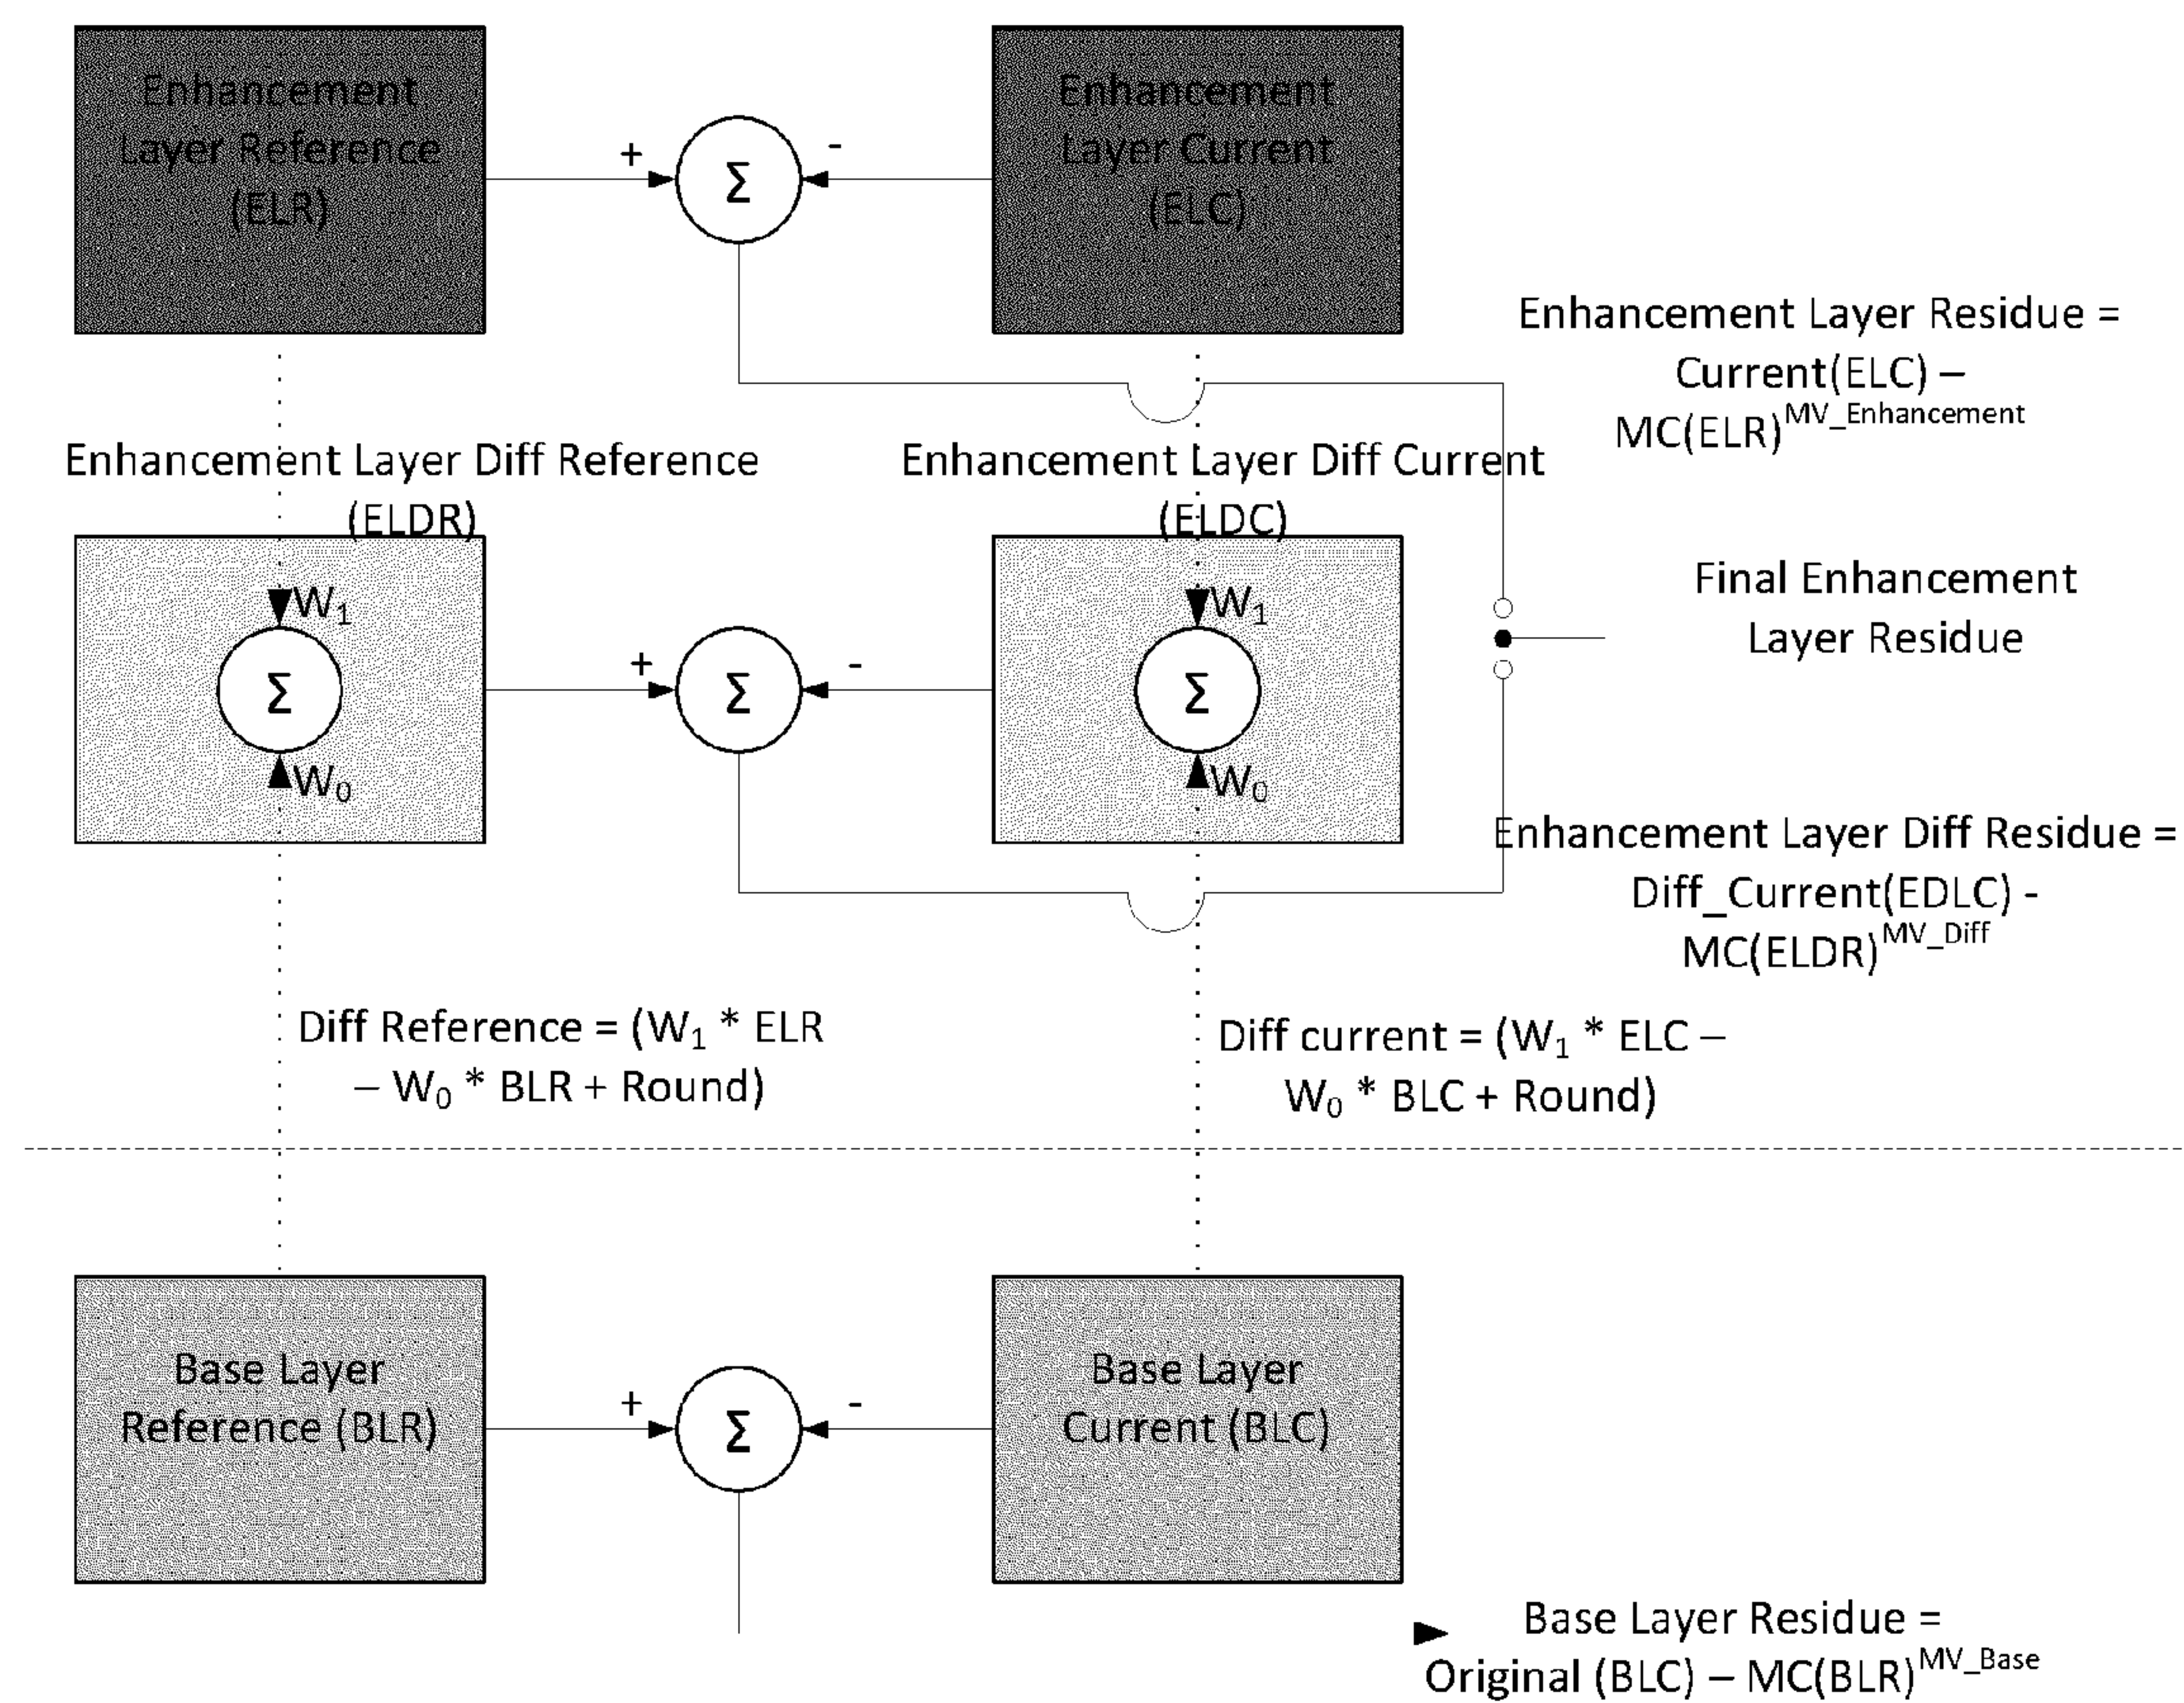 Enhancement
Layer Reference
(ELR)
+
Σ
-
Enhancement
Layer Current
(ELC)
Enhancement Layer Residue =
Current(ELC) –
MC(ELR)^MV_Enhancement
Enhancement Layer Diff Reference
(ELDR)
Enhancement Layer Diff Current
(ELDC)
W₁
Σ
W₀
+
Σ
-
W₁
Σ
W₀
Final Enhancement
Layer Residue
Enhancement Layer Diff Residue =
Diff_Current(EDLC) -
MC(ELDR)^MV_Diff
Diff Reference = (W₁ * ELR
– W₀ * BLR + Round)
Diff current = (W₁ * ELC –
W₀ * BLC + Round)
Base Layer
Reference (BLR)
+
Σ
-
Base Layer
Current (BLC)
Base Layer Residue =
Original (BLC) – MC(BLR)^MV_Base